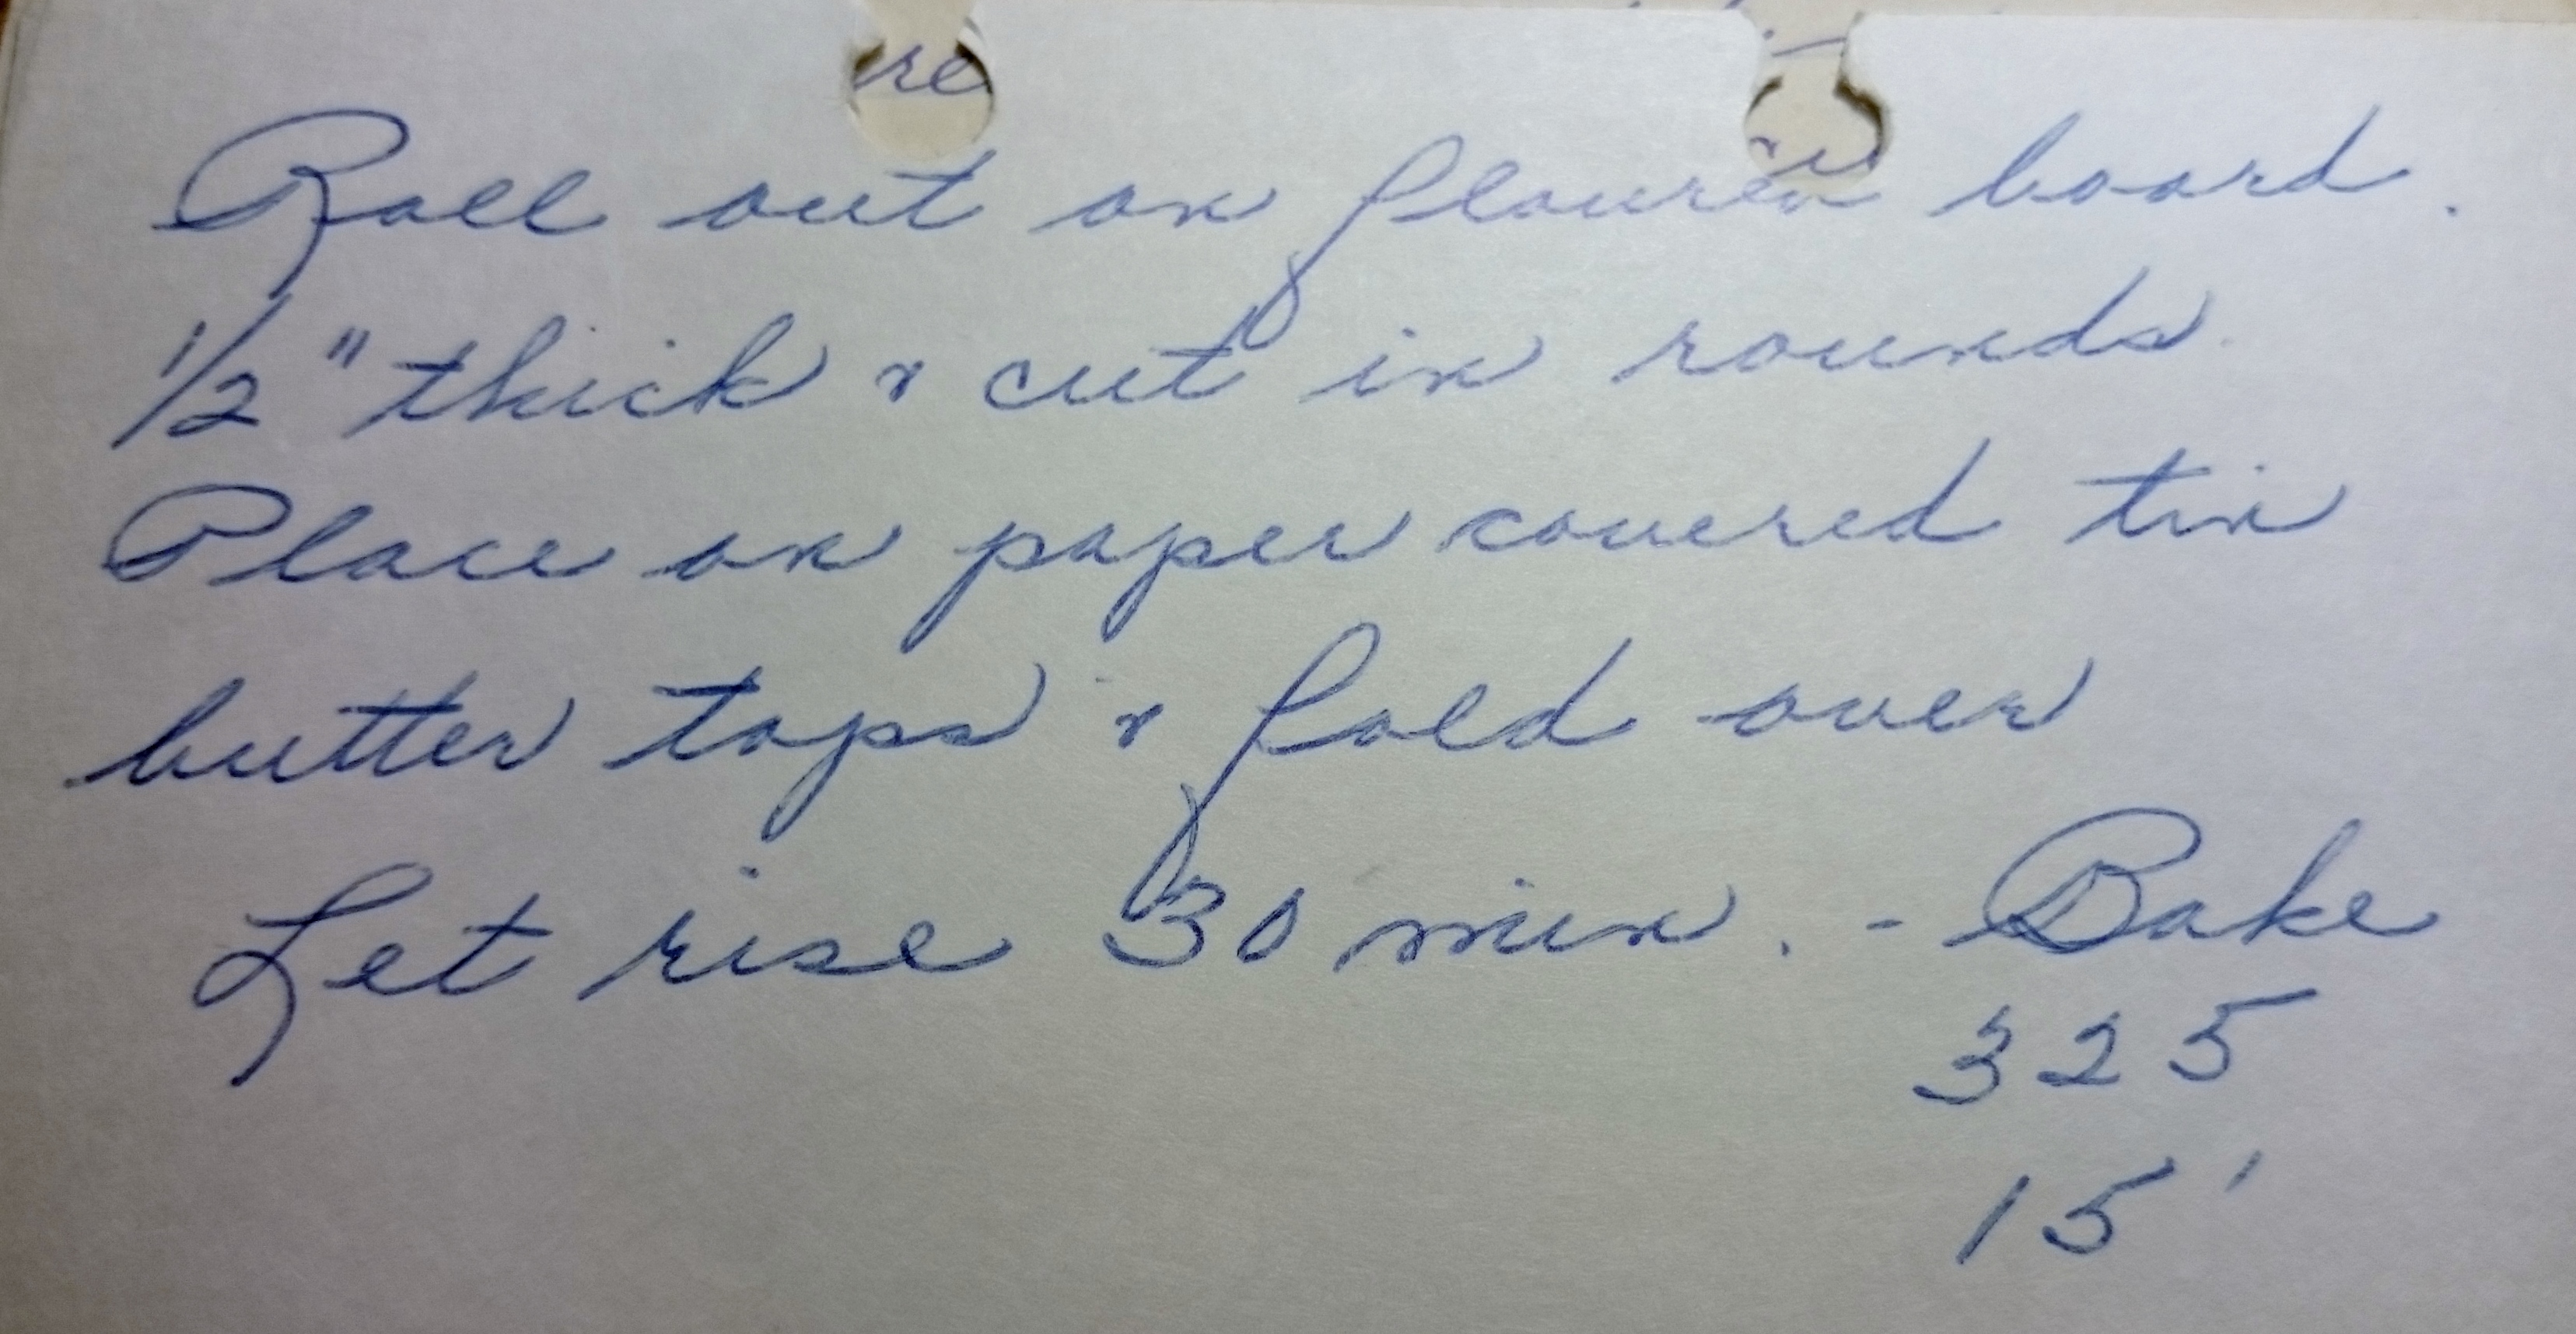 re
Roll out on floured board.
1/2" thick & cut in rounds.
Place on paper covered tin
butter tops & fold over
Let rise 30 min. - Bake
325
15'